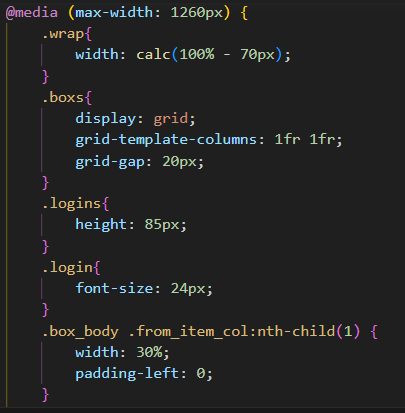 @media (max-width: 1260px) {
    .wrap{
        width: calc(100% - 70px);
    }
    .boxs{
        display: grid;
        grid-template-columns: 1fr 1fr;
        grid-gap: 20px;
    }
    .logins{
        height: 85px;
    }
    .login{
        font-size: 24px;
    }
    .box_body .from_item_col:nth-child(1) {
        width: 30%;
        padding-left: 0;
    }